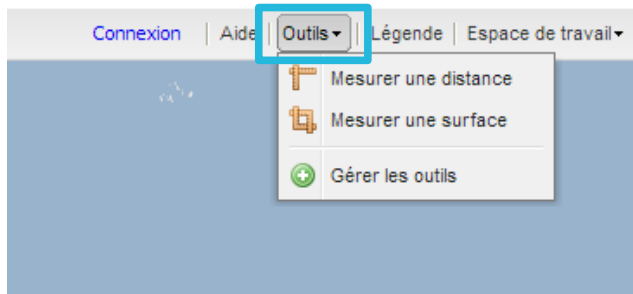 Connexion | Aide | Outils | Légende | Espace de travail
Mesurer une distance
Mesurer une surface
Gérer les outils